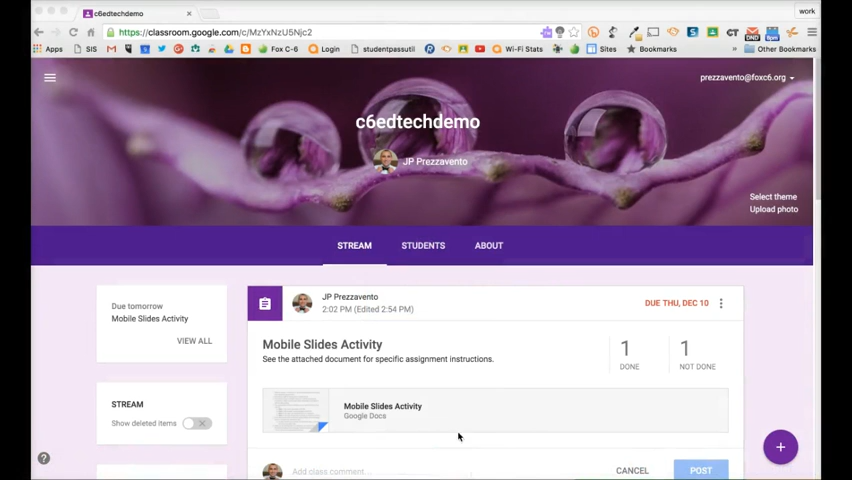 c6edtechdemo
work
https://classroom.google.com/c/MzYxNzU5Njc2
CT
DND
8pm
Apps SIS Fox C-6 Login studentpassutil Wi-Fi Stats Sites Bookmarks » Other Bookmarks
prezzavento@foxc6.org
c6edtechdemo
JP Prezzavento
Select theme
Upload photo
STREAM STUDENTS ABOUT
Due tomorrow
Mobile Slides Activity
VIEW ALL
STREAM
Show deleted items
JP Prezzavento
2:02 PM (Edited 2:54 PM)
DUE THU, DEC 10
Mobile Slides Activity
See the attached document for specific assignment instructions.
1
DONE
1
NOT DONE
Mobile Slides Activity
Google Docs
Add class comment...
CANCEL POST